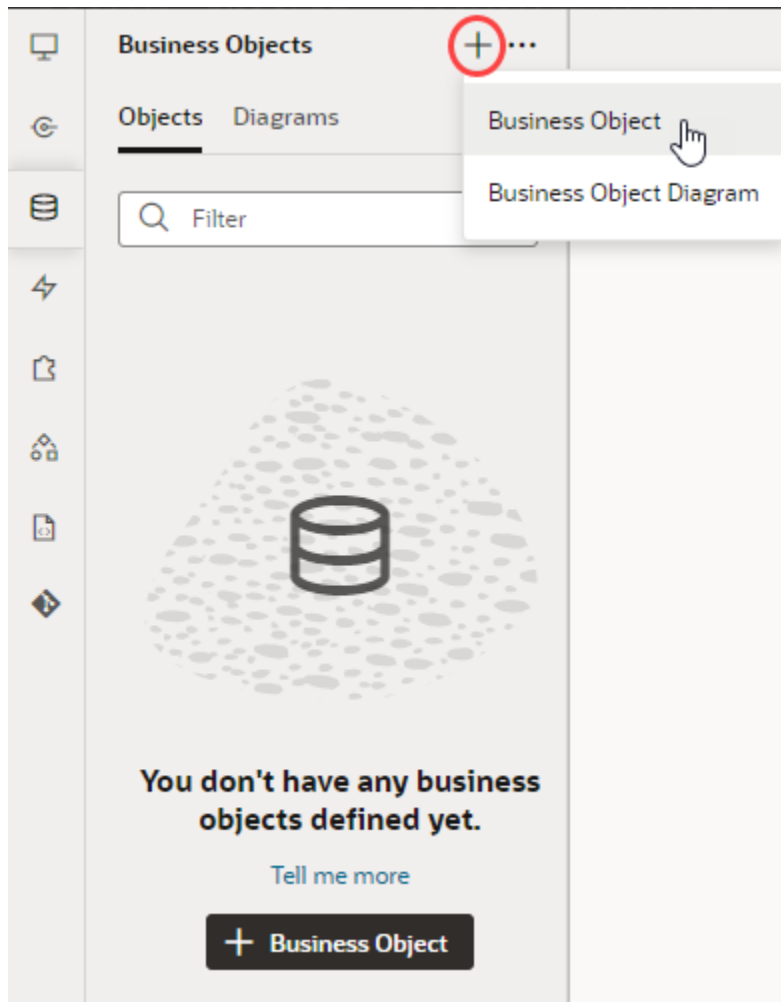 Business Objects
Objects Diagrams
Business Object
Business Object Diagram
Filter
You don't have any business
objects defined yet.
Tell me more
Business Object